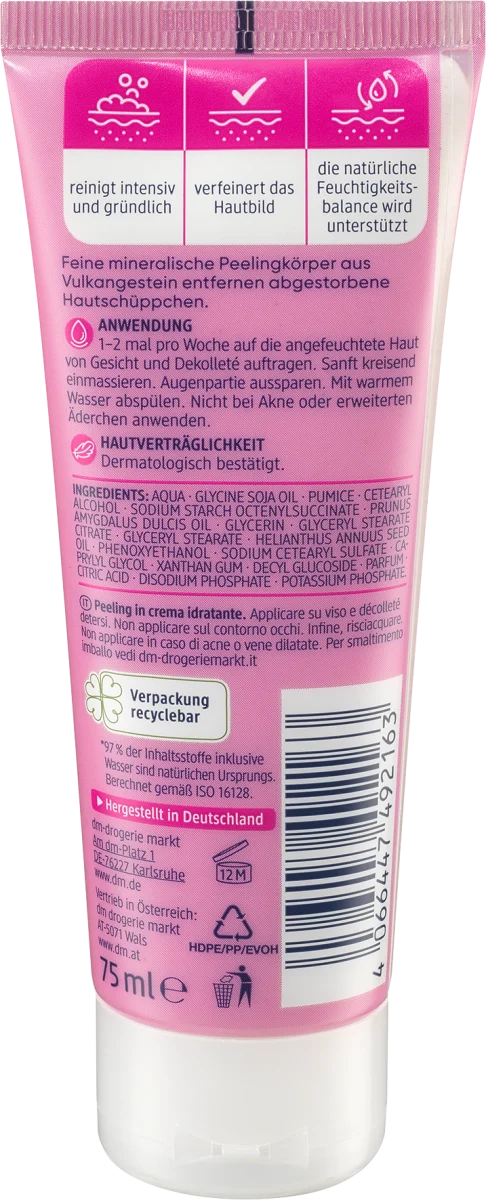 reinigt intensiv
und gründlich
verfeinert das
Hautbild
die natürliche
Feuchtigkeits-
balance wird
unterstützt
Feine mineralische Peelingkörper aus
Vulkangestein entfernen abgestorbene
Hautschüppchen.
ANWENDUNG
1–2 mal pro Woche auf die angefeuchtete Haut
von Gesicht und Dekolleté auftragen. Sanft kreisend
einmassieren. Augenpartie aussparen. Mit warmem
Wasser abspülen. Nicht bei Akne oder erweiterten
Äderchen anwenden.
HAUTVERTRÄGLICHKEIT
Dermatologisch bestätigt.
INGREDIENTS: AQUA · GLYCINE SOJA OIL · PUMICE · CETEARYL
ALCOHOL · SODIUM STARCH OCTENYLSUCCINATE · PRUNUS
AMYGDALUS DULCIS OIL · GLYCERIN · GLYCERYL STEARATE
CITRATE · GLYCERYL STEARATE · HELIANTHUS ANNUUS SEED
OIL · PHENOXYETHANOL · SODIUM CETEARYL SULFATE · CA-
PRYLYL GLYCOL · XANTHAN GUM · DECYL GLUCOSIDE · PARFUM ·
CITRIC ACID · DISODIUM PHOSPHATE · POTASSIUM PHOSPHATE.
IT Peeling in crema idratante. Applicare su viso e décolleté
detersi. Non applicare sul contorno occhi. Infine, risciacquare.
Non applicare in caso di acne o vene dilatate. Per smaltimento
imballo vedi dm-drogeriemarkt.it
Verpackung
recyclebar
*97 % der Inhaltsstoffe inklusive
Wasser sind natürlichen Ursprungs.
Berechnet gemäß ISO 16128.
Hergestellt in Deutschland
dm-drogerie markt
Am dm-Platz 1
DE-76227 Karlsruhe
www.dm.de
Vertrieb in Österreich:
dm drogerie markt
AT-5071 Wals
www.dm.at
75 ml e
12 M
HDPE/PP/EVOH
4 066447 492163